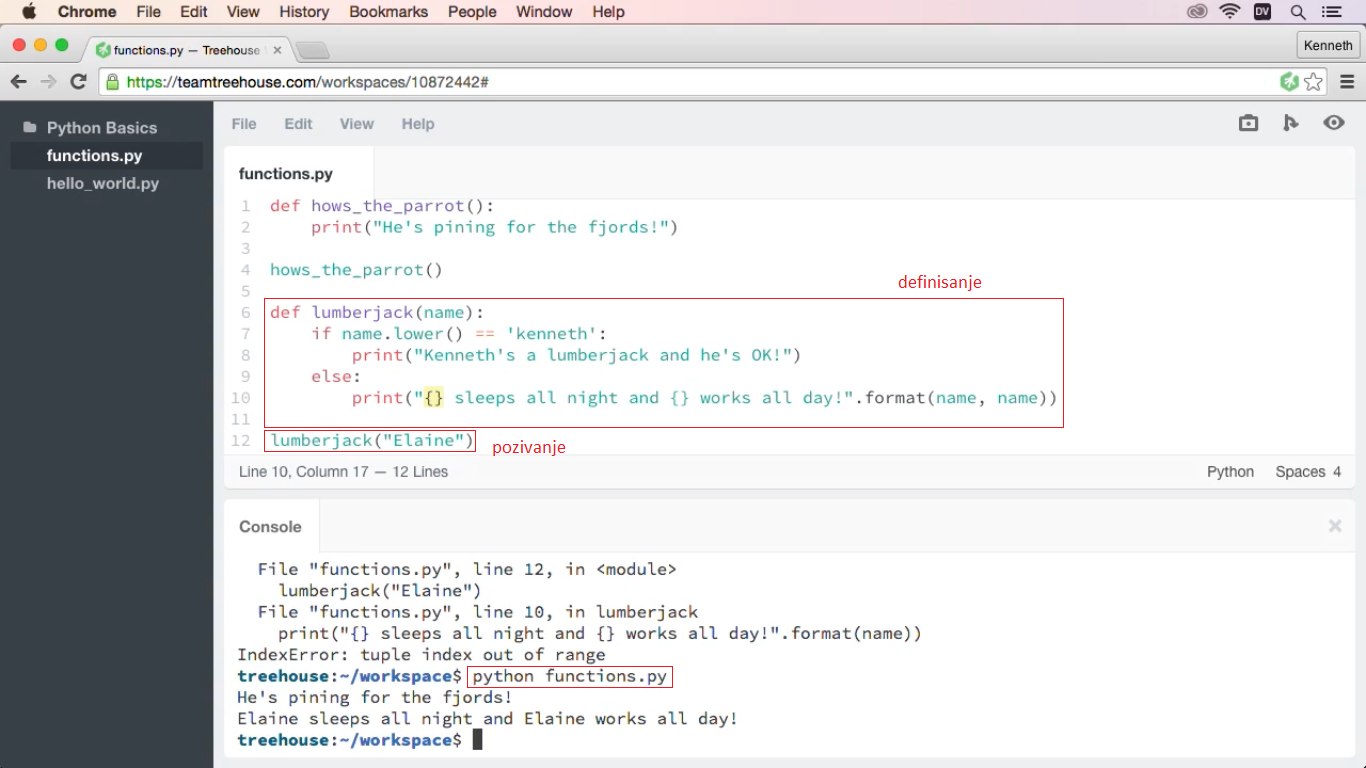 Chrome File Edit View History Bookmarks People Window Help DV
functions.py — Treehouse
Kenneth
https://teamtreehouse.com/workspaces/10872442#
Python Basics
functions.py
hello_world.py
File Edit View Help
functions.py
1 def hows_the_parrot():
2     print("He's pining for the fjords!")
3
4 hows_the_parrot()
5
definisanje
6 def lumberjack(name):
7     if name.lower() == 'kenneth':
8         print("Kenneth's a lumberjack and he's OK!")
9     else:
10         print("{} sleeps all night and {} works all day!".format(name, name))
11
12 lumberjack("Elaine")
pozivanje
Line 10, Column 17 — 12 Lines Python Spaces 4
Console
  File "functions.py", line 12, in <module>
    lumberjack("Elaine")
  File "functions.py", line 10, in lumberjack
    print("{} sleeps all night and {} works all day!".format(name))
IndexError: tuple index out of range
treehouse:~/workspace$ python functions.py
He's pining for the fjords!
Elaine sleeps all night and Elaine works all day!
treehouse:~/workspace$